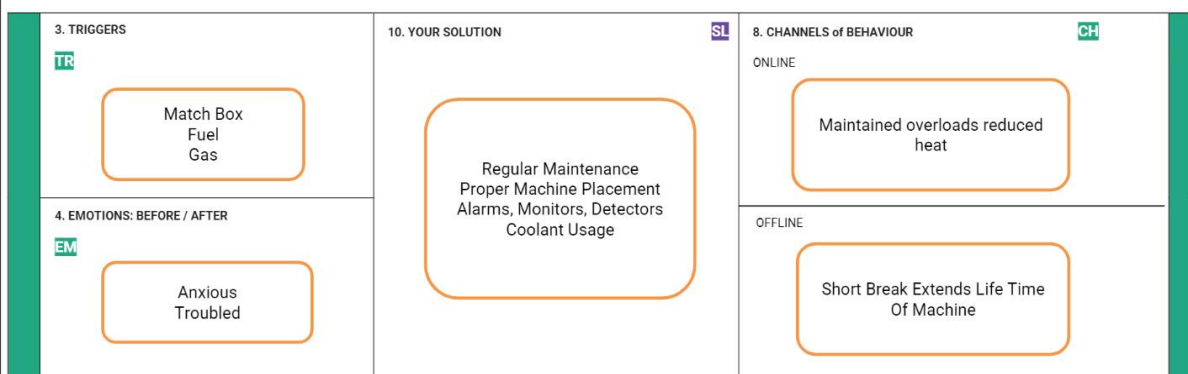 3. TRIGGERS
TR
Match Box
Fuel
Gas
4. EMOTIONS: BEFORE / AFTER
EM
Anxious
Troubled
10. YOUR SOLUTION
SL
Regular Maintenance
Proper Machine Placement
Alarms, Monitors, Detectors
Coolant Usage
8. CHANNELS of BEHAVIOUR
CH
ONLINE
Maintained overloads reduced
heat
OFFLINE
Short Break Extends Life Time
Of Machine